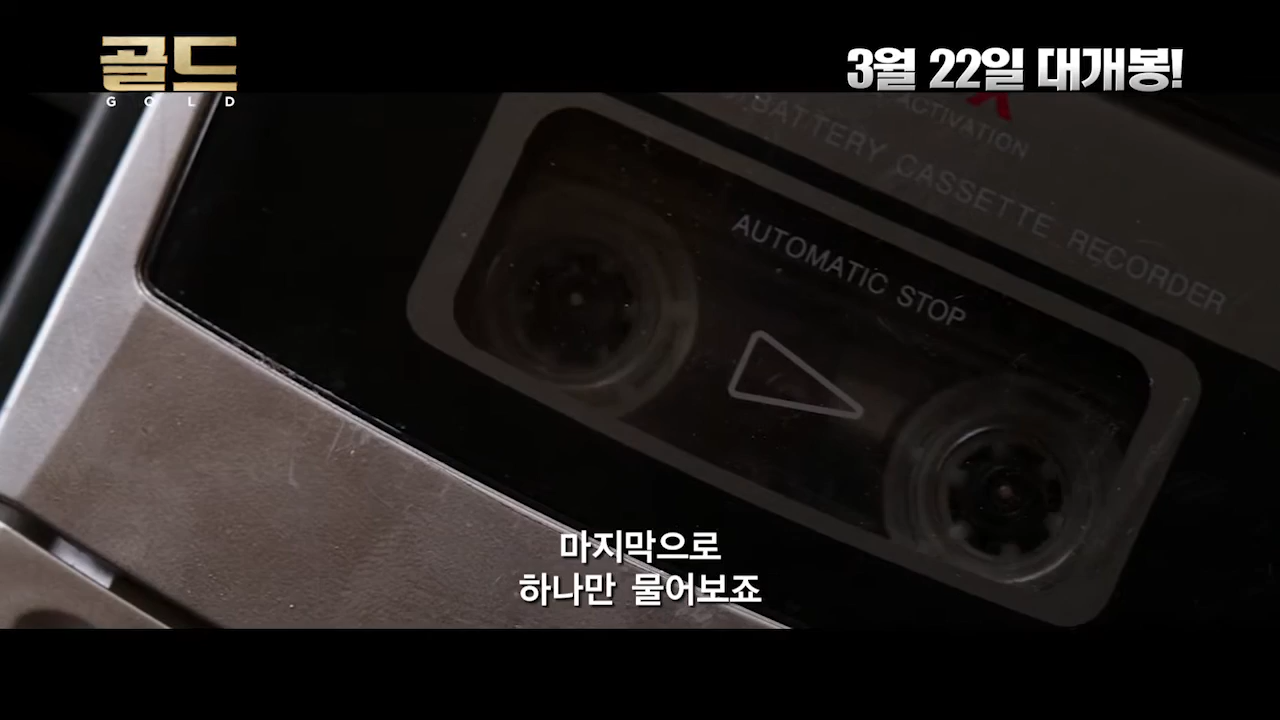 골드
GOLD
3월 22일 대개봉!
ACTIVATION
BATTERY CASSETTE RECORDER
AUTOMATIC STOP
마지막으로
하나만 물어보죠